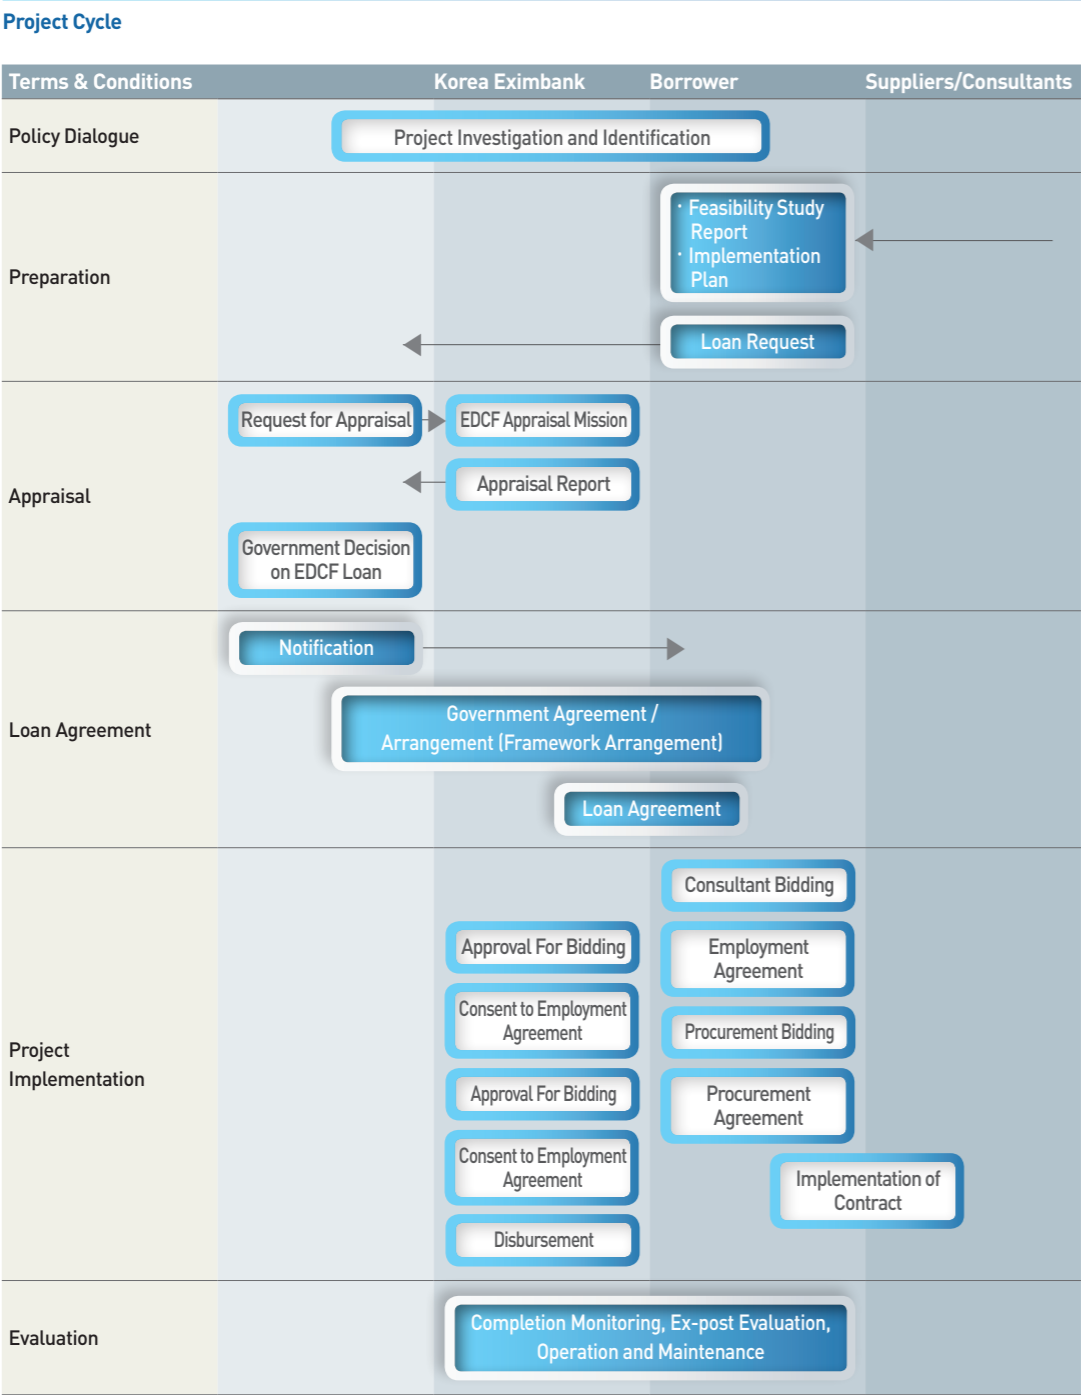 Project Cycle
Terms & Conditions
Korea Eximbank
Borrower
Suppliers/Consultants
Policy Dialogue
Project Investigation and Identification
Preparation
· Feasibility Study
Report
· Implementation
Plan
Loan Request
Appraisal
Request for Appraisal
EDCF Appraisal Mission
Appraisal Report
Government Decision
on EDCF Loan
Loan Agreement
Notification
Government Agreement /
Arrangement (Framework Arrangement)
Loan Agreement
Project
Implementation
Consultant Bidding
Approval For Bidding
Employment
Agreement
Consent to Employment
Agreement
Procurement Bidding
Approval For Bidding
Procurement
Agreement
Consent to Employment
Agreement
Implementation of
Contract
Disbursement
Evaluation
Completion Monitoring, Ex-post Evaluation,
Operation and Maintenance